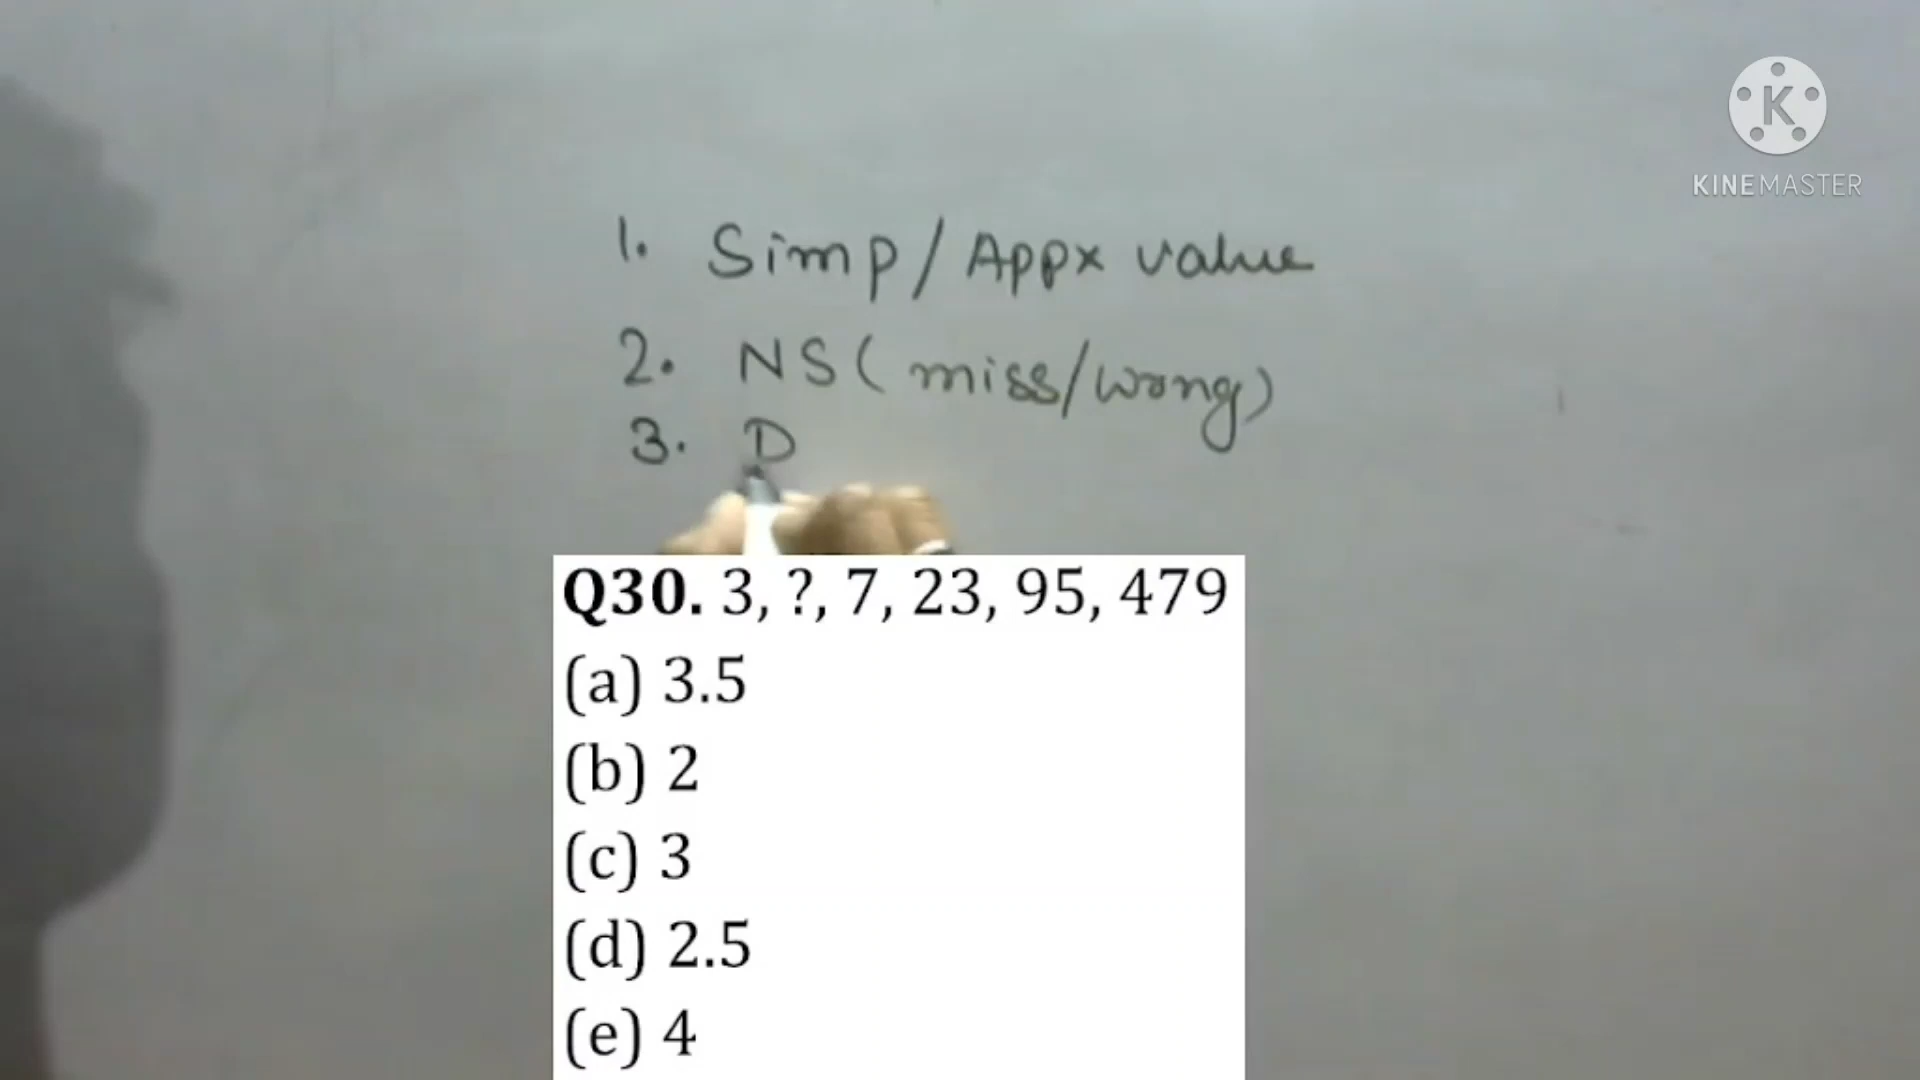 K
KINEMASTER
1. Simp/Appx value
2. NS(miss/wrong)
3. D
Q30. 3, ?, 7, 23, 95, 479
(a) 3.5
(b) 2
(c) 3
(d) 2.5
(e) 4